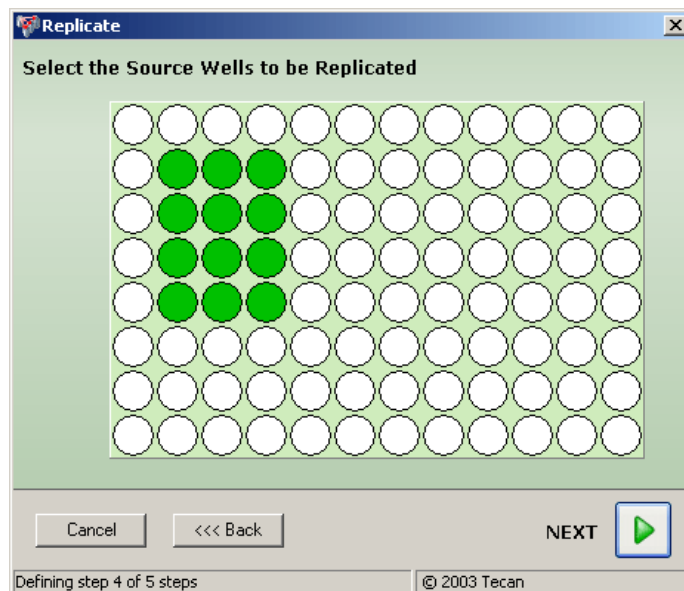 Replicate
Select the Source Wells to be Replicated
Cancel
<<< Back
NEXT
Defining step 4 of 5 steps
© 2003 Tecan